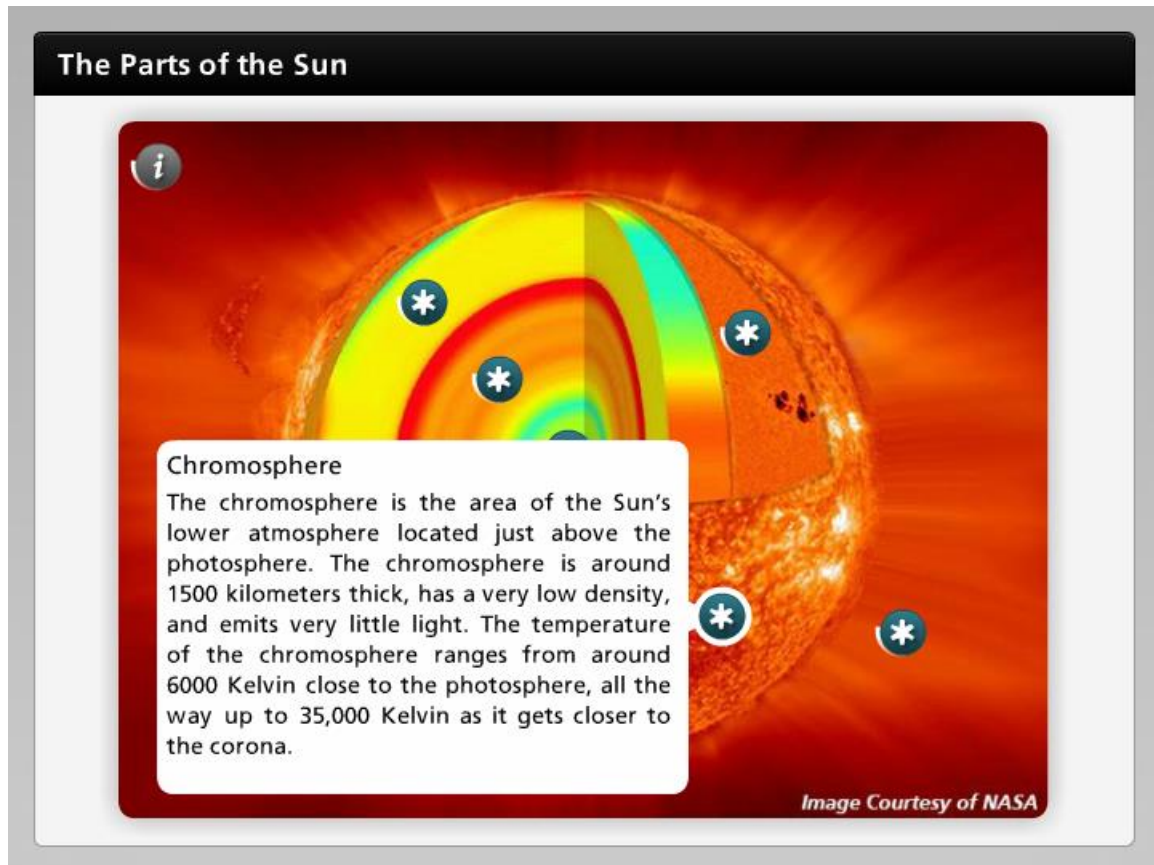 The Parts of the Sun
i
Chromosphere
The chromosphere is the area of the Sun's
lower atmosphere located just above the
photosphere. The chromosphere is around
1500 kilometers thick, has a very low density,
and emits very little light. The temperature
of the chromosphere ranges from around
6000 Kelvin close to the photosphere, all the
way up to 35,000 Kelvin as it gets closer to
the corona.
Image Courtesy of NASA